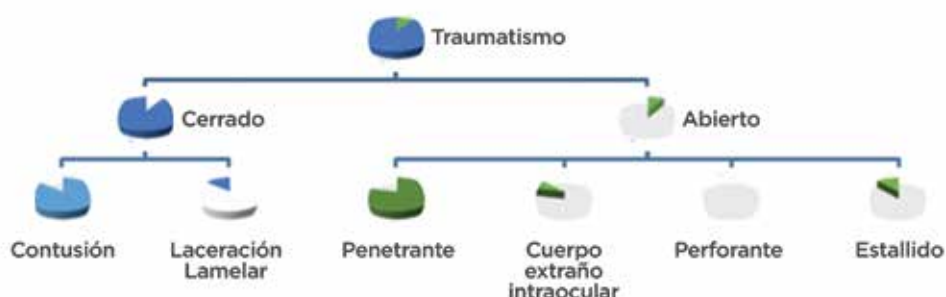 Traumatismo
Cerrado
Abierto
Contusión
Laceración
Lamelar
Penetrante
Cuerpo
extraño
intraocular
Perforante
Estallido